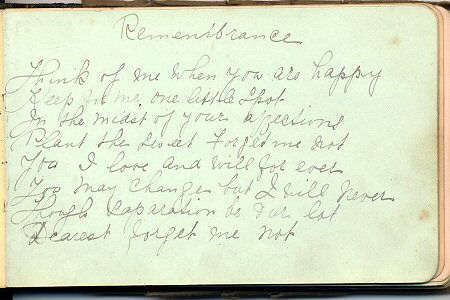 Remembrance
Think of me when you are happy
Keep for me, one little spot
In the midst of your affections
Plant the sweet Forget me not
You I love and will for ever
You may change but I will never
Though Separation be our lot
Dearest forget me not